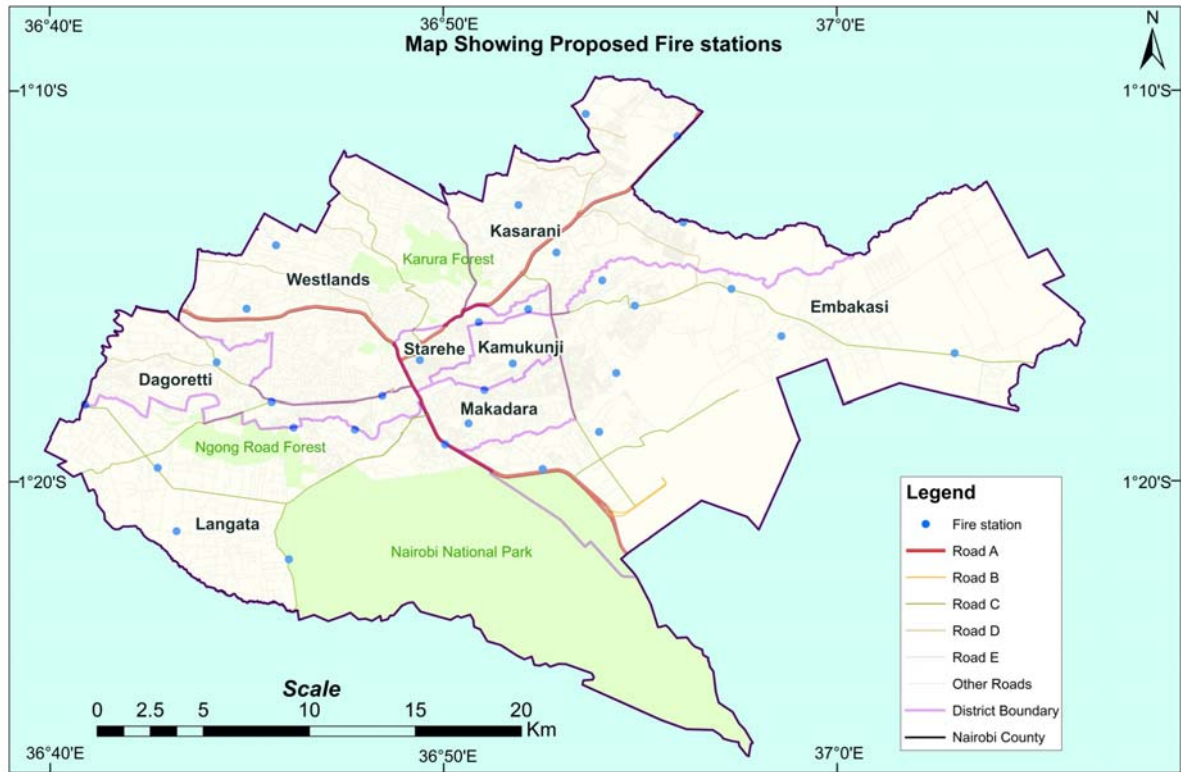 36°40'E
36°50'E
37°0'E
N
Map Showing Proposed Fire stations
1°10'S
1°10'S
Kasarani
Karura Forest
Westlands
Embakasi
Starehe
Kamukunji
Dagoretti
Makadara
Ngong Road Forest
1°20'S
1°20'S
Langata
Nairobi National Park
Legend
Fire station
Road A
Road B
Road C
Road D
Road E
Other Roads
District Boundary
Nairobi County
Scale
0 2.5 5 10 15 20
Km
36°40'E
36°50'E
37°0'E